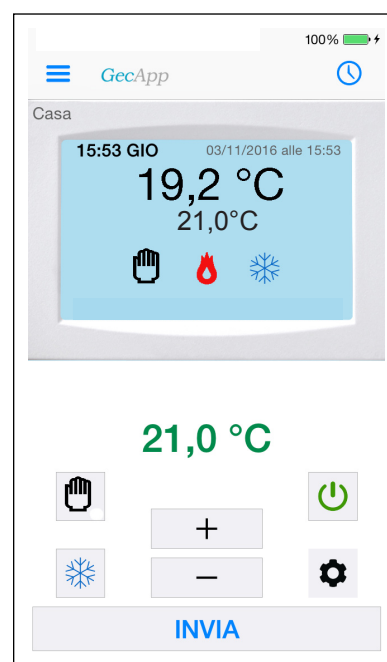 100%
GecApp
Casa
15:53 GIO 03/11/2016 alle 15:53
19,2 °C
21,0°C
21,0 °C
+
−
INVIA